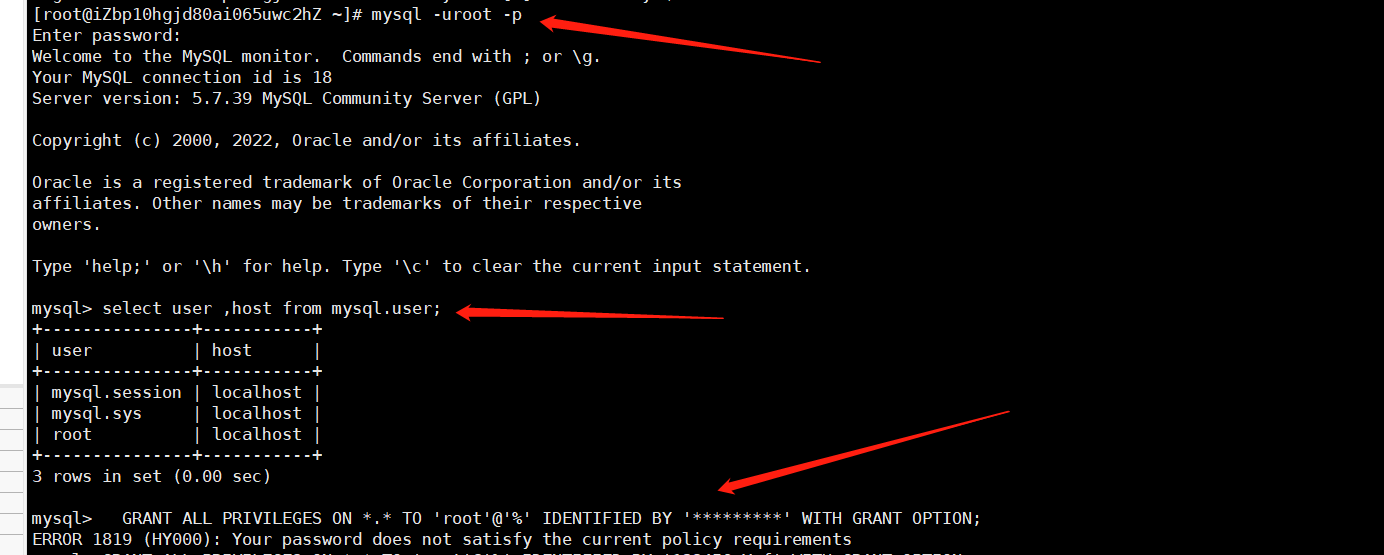 [root@iZbp10hgjd80ai065uwc2hZ ~]# mysql -uroot -p
Enter password:
Welcome to the MySQL monitor.  Commands end with ; or \g.
Your MySQL connection id is 18
Server version: 5.7.39 MySQL Community Server (GPL)

Copyright (c) 2000, 2022, Oracle and/or its affiliates.

Oracle is a registered trademark of Oracle Corporation and/or its
affiliates. Other names may be trademarks of their respective
owners.

Type 'help;' or '\h' for help. Type '\c' to clear the current input statement.

mysql> select user ,host from mysql.user;
+---------------+-----------+
| user          | host      |
+---------------+-----------+
| mysql.session | localhost |
| mysql.sys     | localhost |
| root          | localhost |
+---------------+-----------+
3 rows in set (0.00 sec)

mysql>   GRANT ALL PRIVILEGES ON *.* TO 'root'@'%' IDENTIFIED BY '*********' WITH GRANT OPTION;
ERROR 1819 (HY000): Your password does not satisfy the current policy requirements